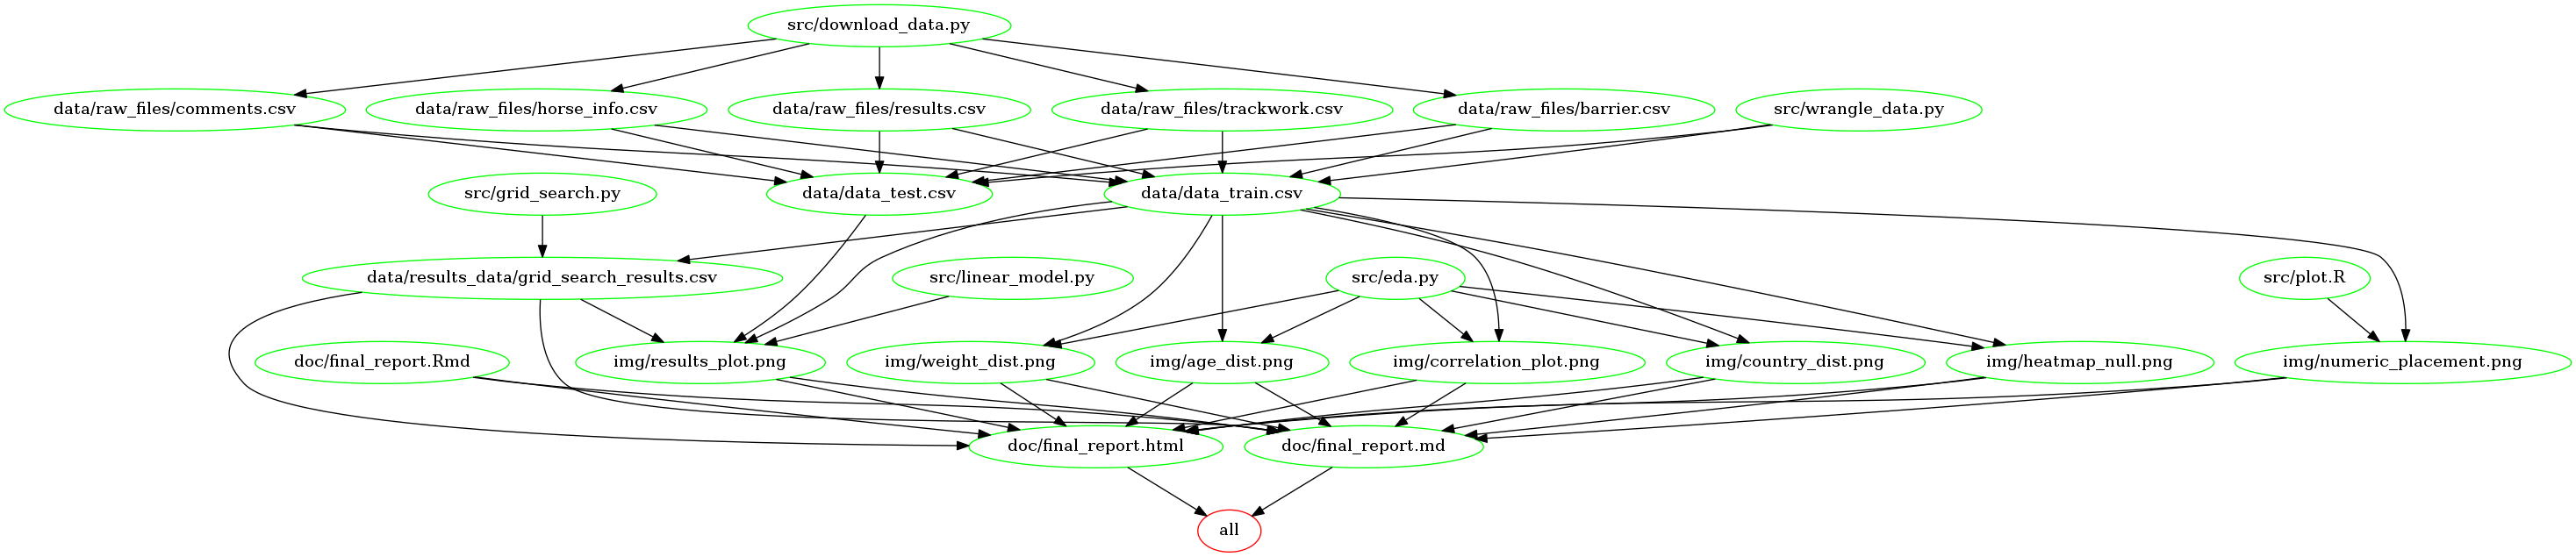 src/download_data.py
data/raw_files/comments.csv
data/raw_files/horse_info.csv
data/raw_files/results.csv
data/raw_files/trackwork.csv
data/raw_files/barrier.csv
src/wrangle_data.py
src/grid_search.py
data/data_test.csv
data/data_train.csv
data/results_data/grid_search_results.csv
src/linear_model.py
src/eda.py
src/plot.R
doc/final_report.Rmd
img/results_plot.png
img/weight_dist.png
img/age_dist.png
img/correlation_plot.png
img/country_dist.png
img/heatmap_null.png
img/numeric_placement.png
doc/final_report.html
doc/final_report.md
all